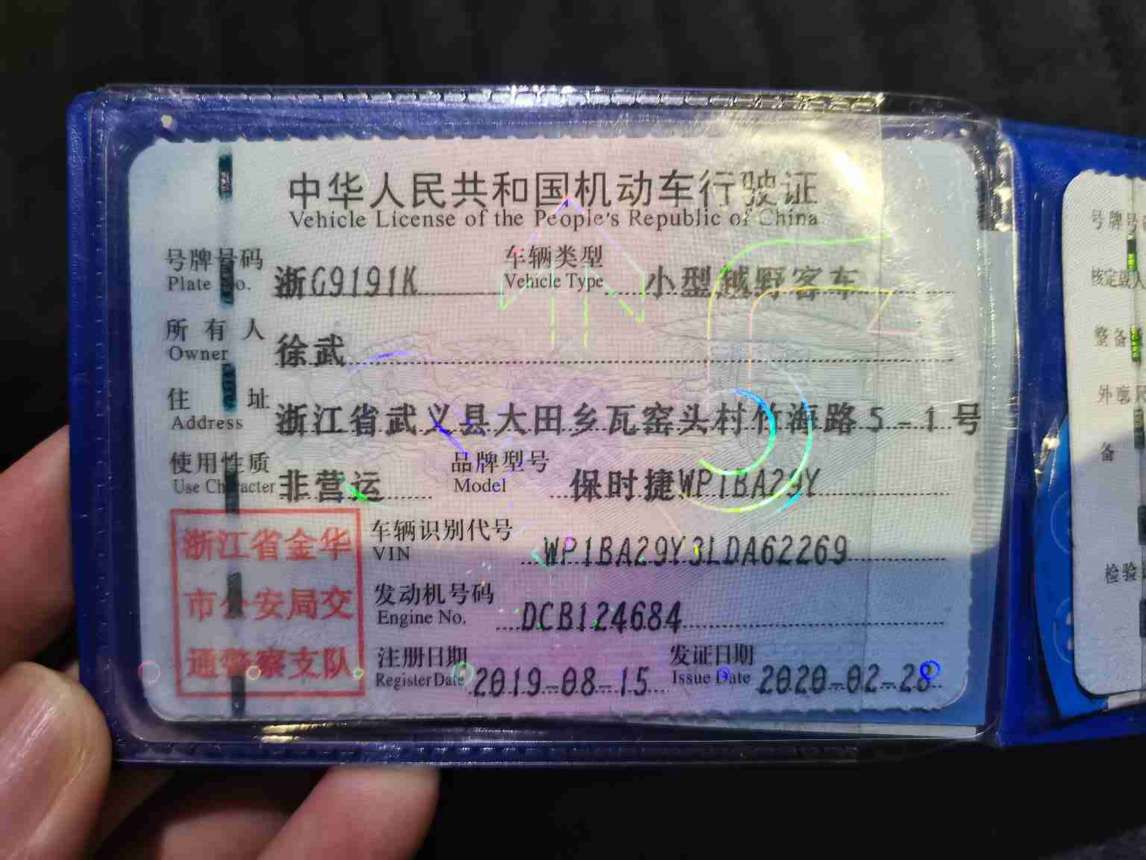 中华人民共和国机动车行驶证
Vehicle License of the People's Republic of China
号牌号码 浙G9191K 车辆类型 小型越野客车
Plate No. Vehicle Type
所有人 徐武
Owner
住址 浙江省武义县大田乡瓦窑头村竹海路5-1号
Address
使用性质 非营运 品牌型号 保时捷WP1BA29Y
Use Character Model
浙江省金华
市公安局交
通警察支队
车辆识别代号 WP1BA29Y3LDA62269
VIN
发动机号码 DCB124684
Engine No.
注册日期 2019-08-15 发证日期 2020-02-28
Register Date Issue Date
号牌号
核定载人
整备
外廓
备
检验